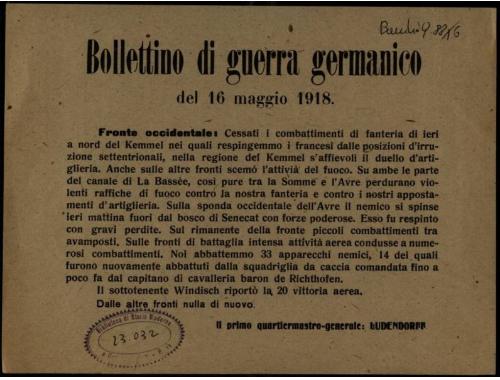 Bollettino di guerra germanico
del 16 maggio 1918.
Fronte occidentale: Cessati i combattimenti di fanteria di ieri
a nord del Kemmel nei quali respingemmo i francesi dalle posizioni d'irru-
zione settentrionali, nella regione del Kemmel s'affievolì il duello d'arti-
glieria. Anche sulle altre fronti scemò l'attivià del fuoco. Su ambe le parti
del canale di La Bassèe, così pure tra la Somme e l'Avre perdurano vio-
lenti raffiche di fuoco contro la nostra fanteria e contro i nostri apposta-
menti d'artiglieria. Sulla sponda occidentale dell'Avre il nemico si spinse
ieri mattina fuori dal bosco di Senecat con forze poderose. Esso fu respinto
con gravi perdite. Sul rimanente della fronte piccoli combattimenti tra
avamposti. Sulle fronti di battaglia intensa attività aerea condusse a nume-
rosi combattimenti. Noi abbattemmo 33 apparecchi nemici, 14 dei quali
furono nuovamente abbattuti dalla squadriglia da caccia comandata fino a
poco fa dal capitano di cavalleria baron de Richthofen.
Il sottotenente Windisch riportò la 20 vittoria aerea.
Dalle altre fronti nulla di nuovo.
Il primo quartiermastro-generale: LUDENDORFF
Biblioteca di Storia Moderna
23.032